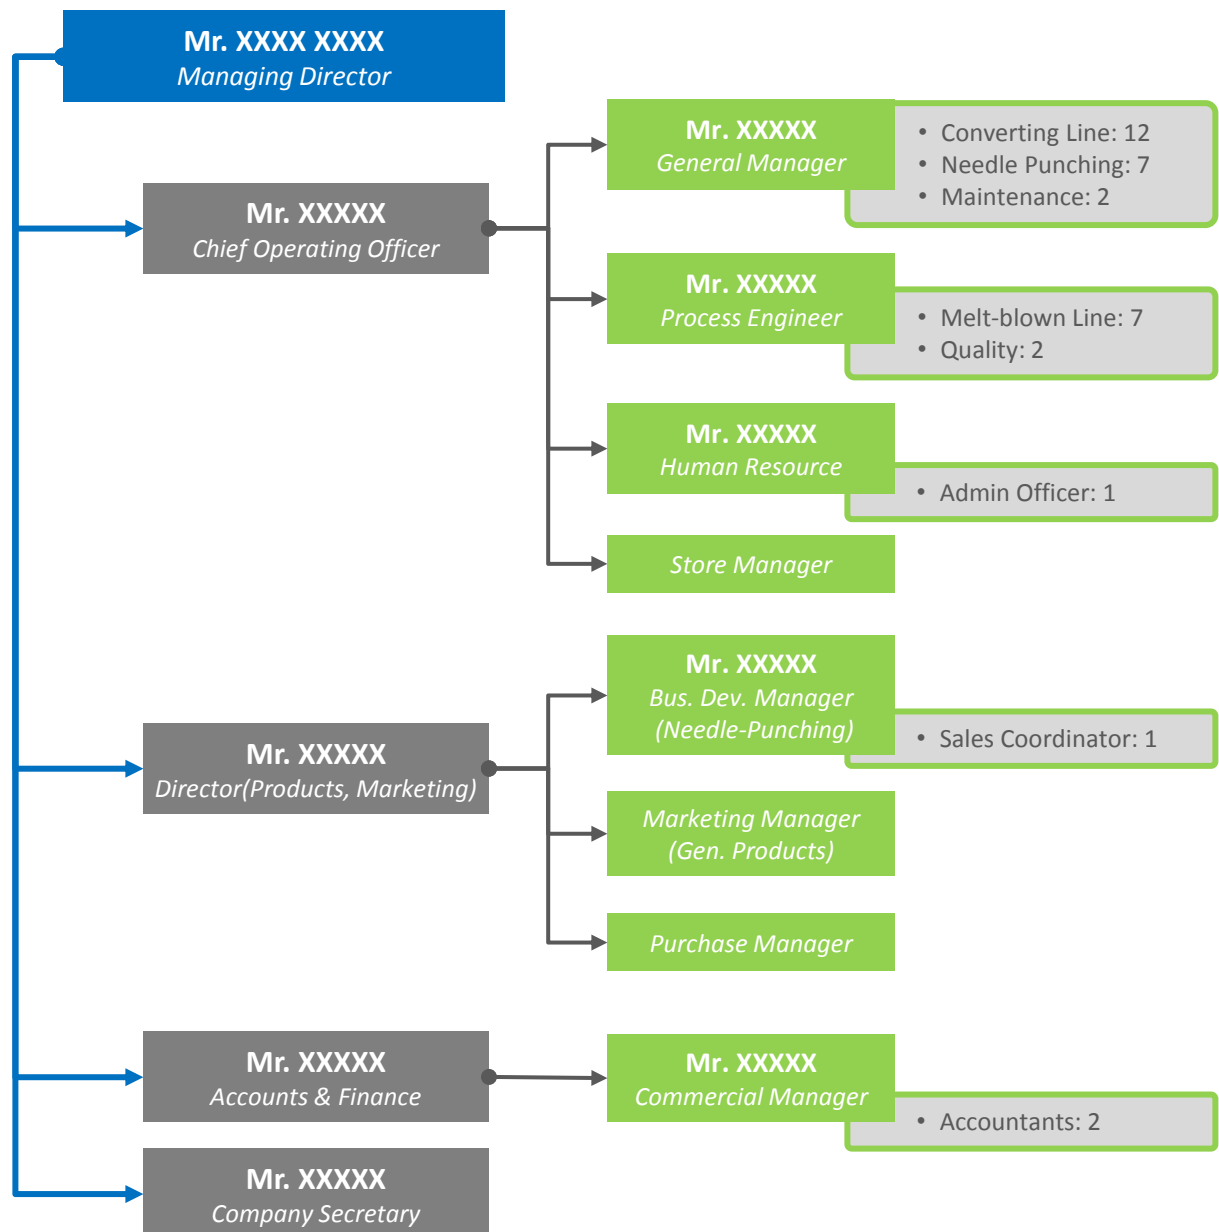 Mr. XXXX XXXX
Managing Director
Mr. XXXXX
General Manager
• Converting Line: 12
• Needle Punching: 7
• Maintenance: 2
Mr. XXXXX
Chief Operating Officer
Mr. XXXXX
Process Engineer
• Melt-blown Line: 7
• Quality: 2
Mr. XXXXX
Human Resource
• Admin Officer: 1
Store Manager
Mr. XXXXX
Bus. Dev. Manager
(Needle-Punching)
• Sales Coordinator: 1
Mr. XXXXX
Director(Products, Marketing)
Marketing Manager
(Gen. Products)
Purchase Manager
Mr. XXXXX
Accounts & Finance
Mr. XXXXX
Commercial Manager
• Accountants: 2
Mr. XXXXX
Company Secretary